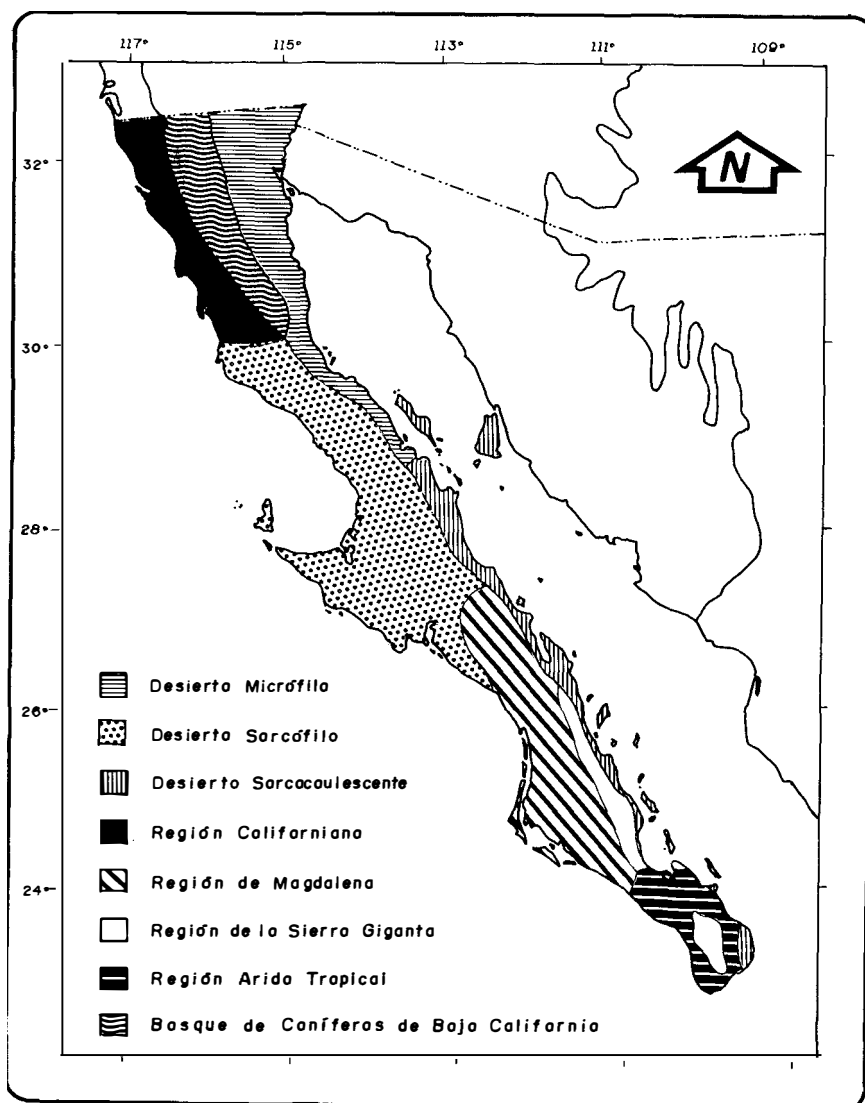 117° 115° 113° 111° 109°
N
32°
30°
28°
26°
24°
Desierto Micrófilo
Desierto Sarcófilo
Desierto Sarcocaulescente
Región Californiana
Región de Magdalena
Región de la Sierra Giganta
Región Arida Tropical
Bosque de Coníferas de Baja California